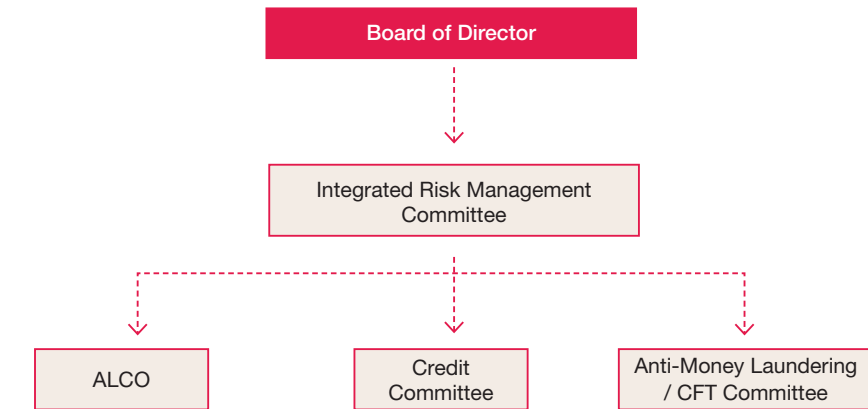 Board of Director
Integrated Risk Management
Committee
ALCO
Credit
Committee
Anti-Money Laundering
/ CFT Committee